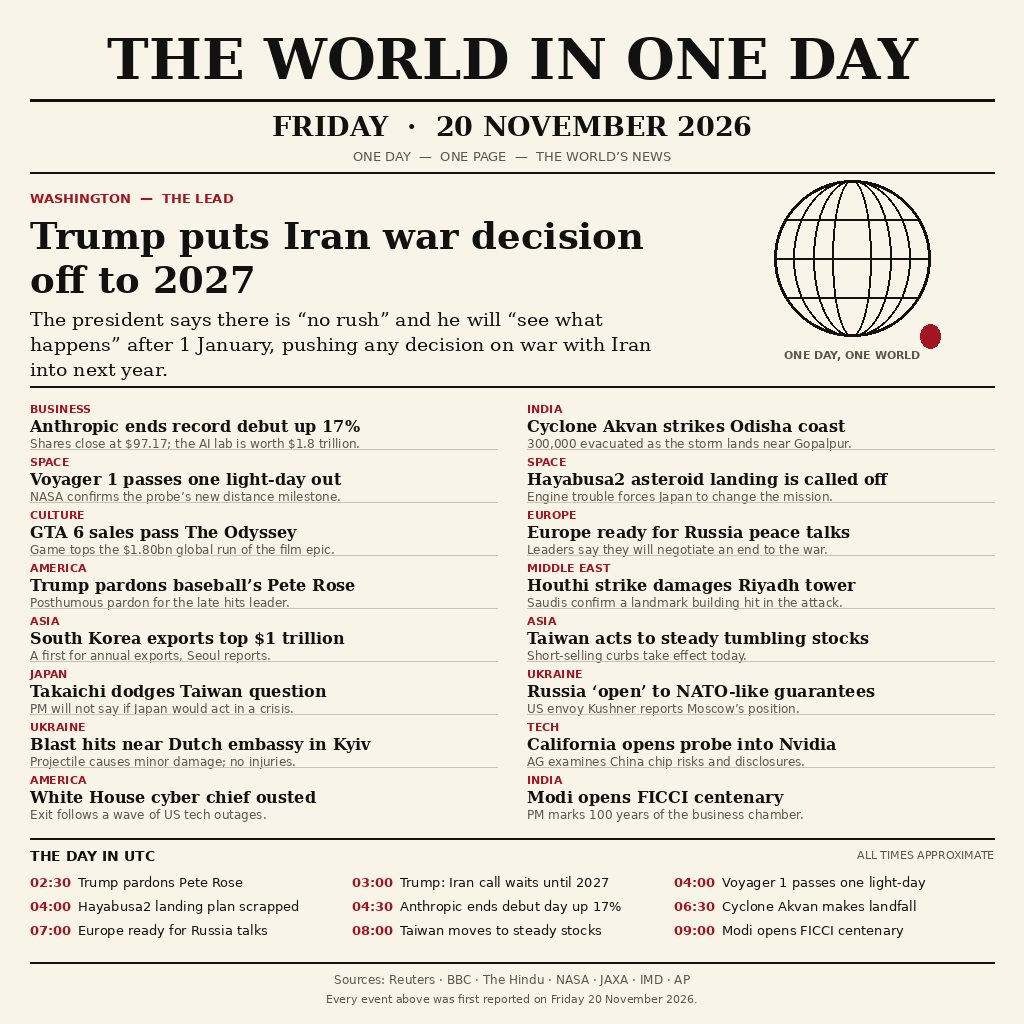 THE WORLD IN ONE DAY
FRIDAY · 20 NOVEMBER 2026
ONE DAY — ONE PAGE — THE WORLD’S NEWS
WASHINGTON — THE LEAD
Trump puts Iran war decision
off to 2027
The president says there is “no rush” and he will “see what
happens” after 1 January, pushing any decision on war with Iran
into next year.
ONE DAY, ONE WORLD
BUSINESS
Anthropic ends record debut up 17%
Shares close at $97.17; the AI lab is worth $1.8 trillion.
SPACE
Voyager 1 passes one light-day out
NASA confirms the probe’s new distance milestone.
CULTURE
GTA 6 sales pass The Odyssey
Game tops the $1.80bn global run of the film epic.
AMERICA
Trump pardons baseball’s Pete Rose
Posthumous pardon for the late hits leader.
ASIA
South Korea exports top $1 trillion
A first for annual exports, Seoul reports.
JAPAN
Takaichi dodges Taiwan question
PM will not say if Japan would act in a crisis.
UKRAINE
Blast hits near Dutch embassy in Kyiv
Projectile causes minor damage; no injuries.
AMERICA
White House cyber chief ousted
Exit follows a wave of US tech outages.
INDIA
Cyclone Akvan strikes Odisha coast
300,000 evacuated as the storm lands near Gopalpur.
SPACE
Hayabusa2 asteroid landing is called off
Engine trouble forces Japan to change the mission.
EUROPE
Europe ready for Russia peace talks
Leaders say they will negotiate an end to the war.
MIDDLE EAST
Houthi strike damages Riyadh tower
Saudis confirm a landmark building hit in the attack.
ASIA
Taiwan acts to steady tumbling stocks
Short-selling curbs take effect today.
UKRAINE
Russia ‘open’ to NATO-like guarantees
US envoy Kushner reports Moscow’s position.
TECH
California opens probe into Nvidia
AG examines China chip risks and disclosures.
INDIA
Modi opens FICCI centenary
PM marks 100 years of the business chamber.
THE DAY IN UTC
ALL TIMES APPROXIMATE
02:30 Trump pardons Pete Rose
03:00 Trump: Iran call waits until 2027
04:00 Voyager 1 passes one light-day
04:00 Hayabusa2 landing plan scrapped
04:30 Anthropic ends debut day up 17%
06:30 Cyclone Akvan makes landfall
07:00 Europe ready for Russia talks
08:00 Taiwan moves to steady stocks
09:00 Modi opens FICCI centenary
Sources: Reuters · BBC · The Hindu · NASA · JAXA · IMD · AP
Every event above was first reported on Friday 20 November 2026.